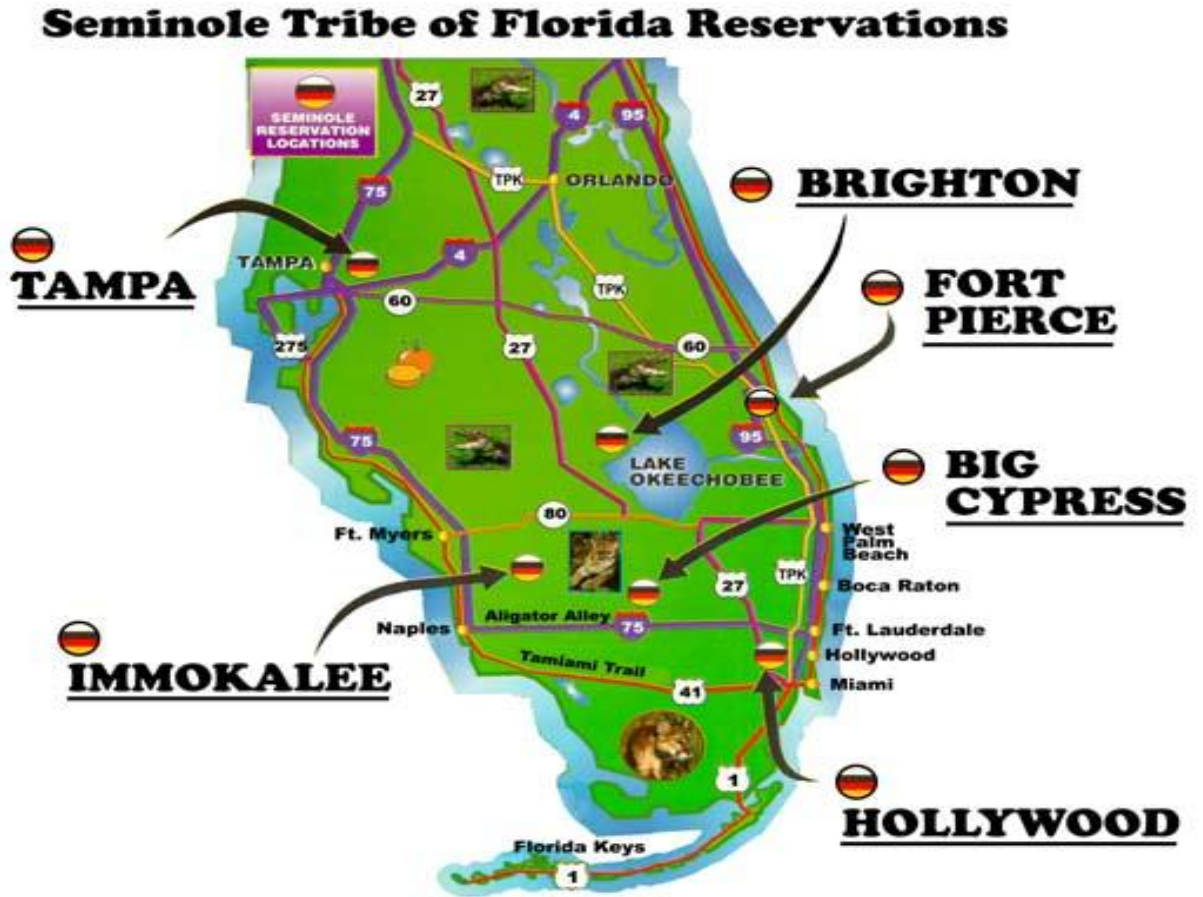 Seminole Tribe of Florida Reservations
SEMINOLE
RESERVATION
LOCATIONS
27
4
95
75
TPK
ORLANDO
BRIGHTON
TAMPA
TAMPA
4
60
TPK
FORT
PIERCE
275
27
60
75
95
LAKE
OKEECHOBEE
BIG
CYPRESS
80
Ft. Myers
West
Palm
Beach
TPK
27
Boca Raton
Aligator Alley
75
Naples
Ft. Lauderdale
Hollywood
IMMOKALEE
Tamiami Trail
41
Miami
1
HOLLYWOOD
Florida Keys
1